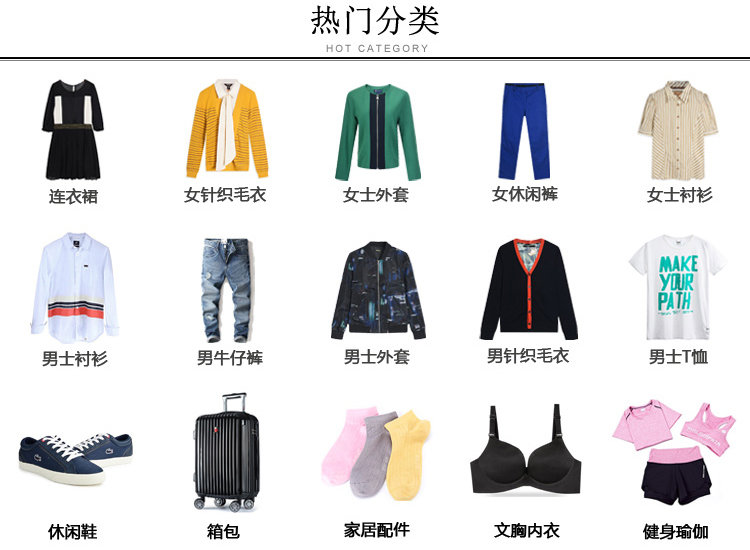 热门分类
HOT CATEGORY
连衣裙 女针织毛衣 女士外套 女休闲裤 女士衬衫
MAKE
YOUR
PATH
男士衬衫 男牛仔裤 男士外套 男针织毛衣 男士T恤
休闲鞋 箱包 家居配件 文胸内衣 健身瑜伽